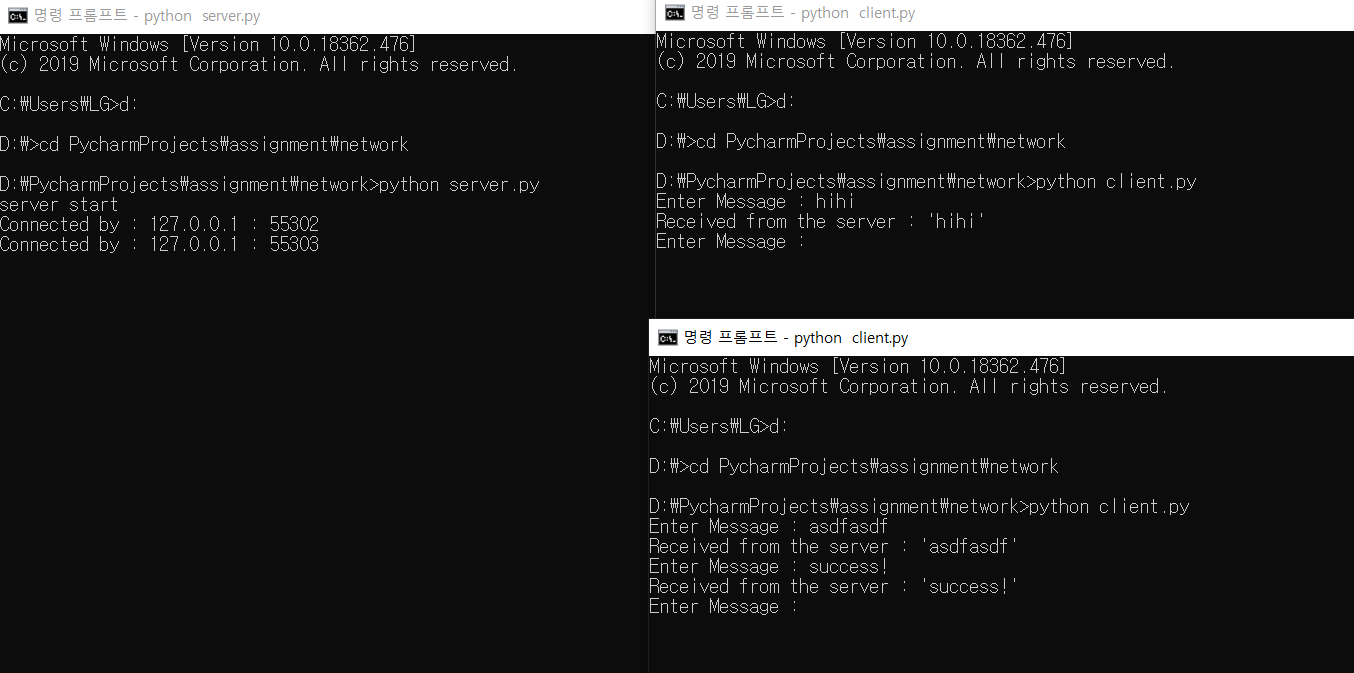 명령 프롬프트 - python server.py
Microsoft Windows [Version 10.0.18362.476]
(c) 2019 Microsoft Corporation. All rights reserved.
C:₩Users₩LG>d:
D:₩>cd PycharmProjects₩assignment₩network
D:₩PycharmProjects₩assignment₩network>python server.py
server start
Connected by : 127.0.0.1 : 55302
Connected by : 127.0.0.1 : 55303
명령 프롬프트 - python client.py
Microsoft Windows [Version 10.0.18362.476]
(c) 2019 Microsoft Corporation. All rights reserved.
C:₩Users₩LG>d:
D:₩>cd PycharmProjects₩assignment₩network
D:₩PycharmProjects₩assignment₩network>python client.py
Enter Message : hihi
Received from the server : 'hihi'
Enter Message :
명령 프롬프트 - python client.py
Microsoft Windows [Version 10.0.18362.476]
(c) 2019 Microsoft Corporation. All rights reserved.
C:₩Users₩LG>d:
D:₩>cd PycharmProjects₩assignment₩network
D:₩PycharmProjects₩assignment₩network>python client.py
Enter Message : asdfasdf
Received from the server : 'asdfasdf'
Enter Message : success!
Received from the server : 'success!'
Enter Message :